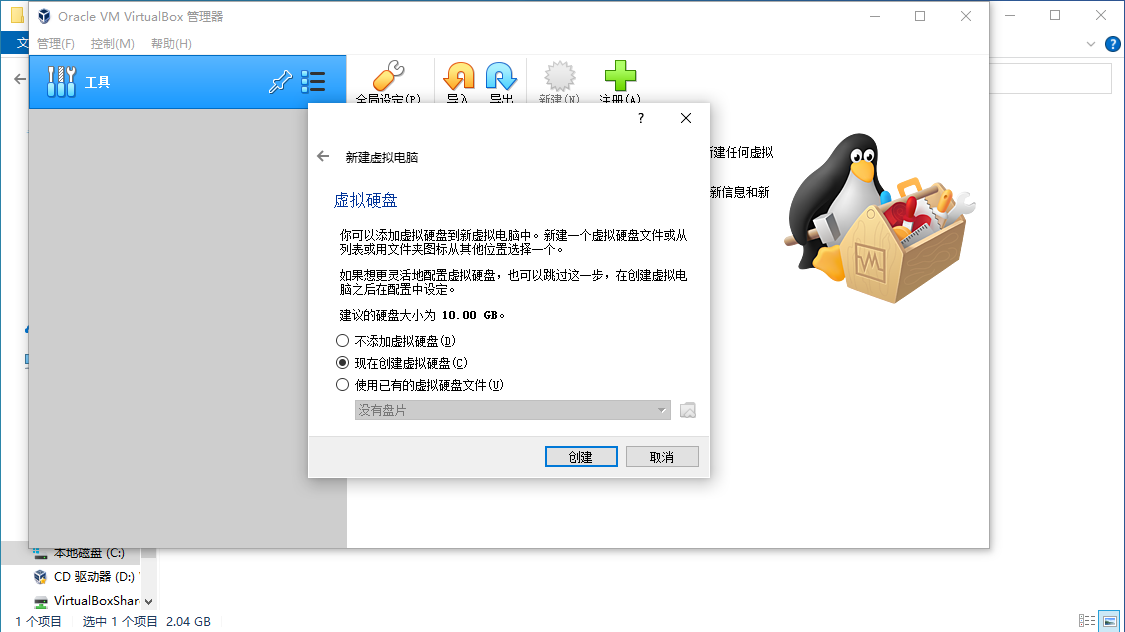 Oracle VM VirtualBox 管理器
文
管理(F)
控制(M)
帮助(H)
?
工具
全局设定(P)
导入
导出
新建(N)
注册(A)
?
新建虚拟电脑
建任何虚拟
新信息和新
虚拟硬盘
你可以添加虚拟硬盘到新虚拟电脑中。新建一个虚拟硬盘文件或从
列表或用文件夹图标从其他位置选择一个。
如果想更灵活地配置虚拟硬盘，也可以跳过这一步，在创建虚拟电
脑之后在配置中设定。
建议的硬盘大小为 10.00 GB。
不添加虚拟硬盘(D)
现在创建虚拟硬盘(C)
使用已有的虚拟硬盘文件(U)
没有盘片
创建
取消
本地磁盘 (C:)
CD 驱动器 (D:)
VirtualBoxShar
1 个项目
选中 1 个项目 2.04 GB